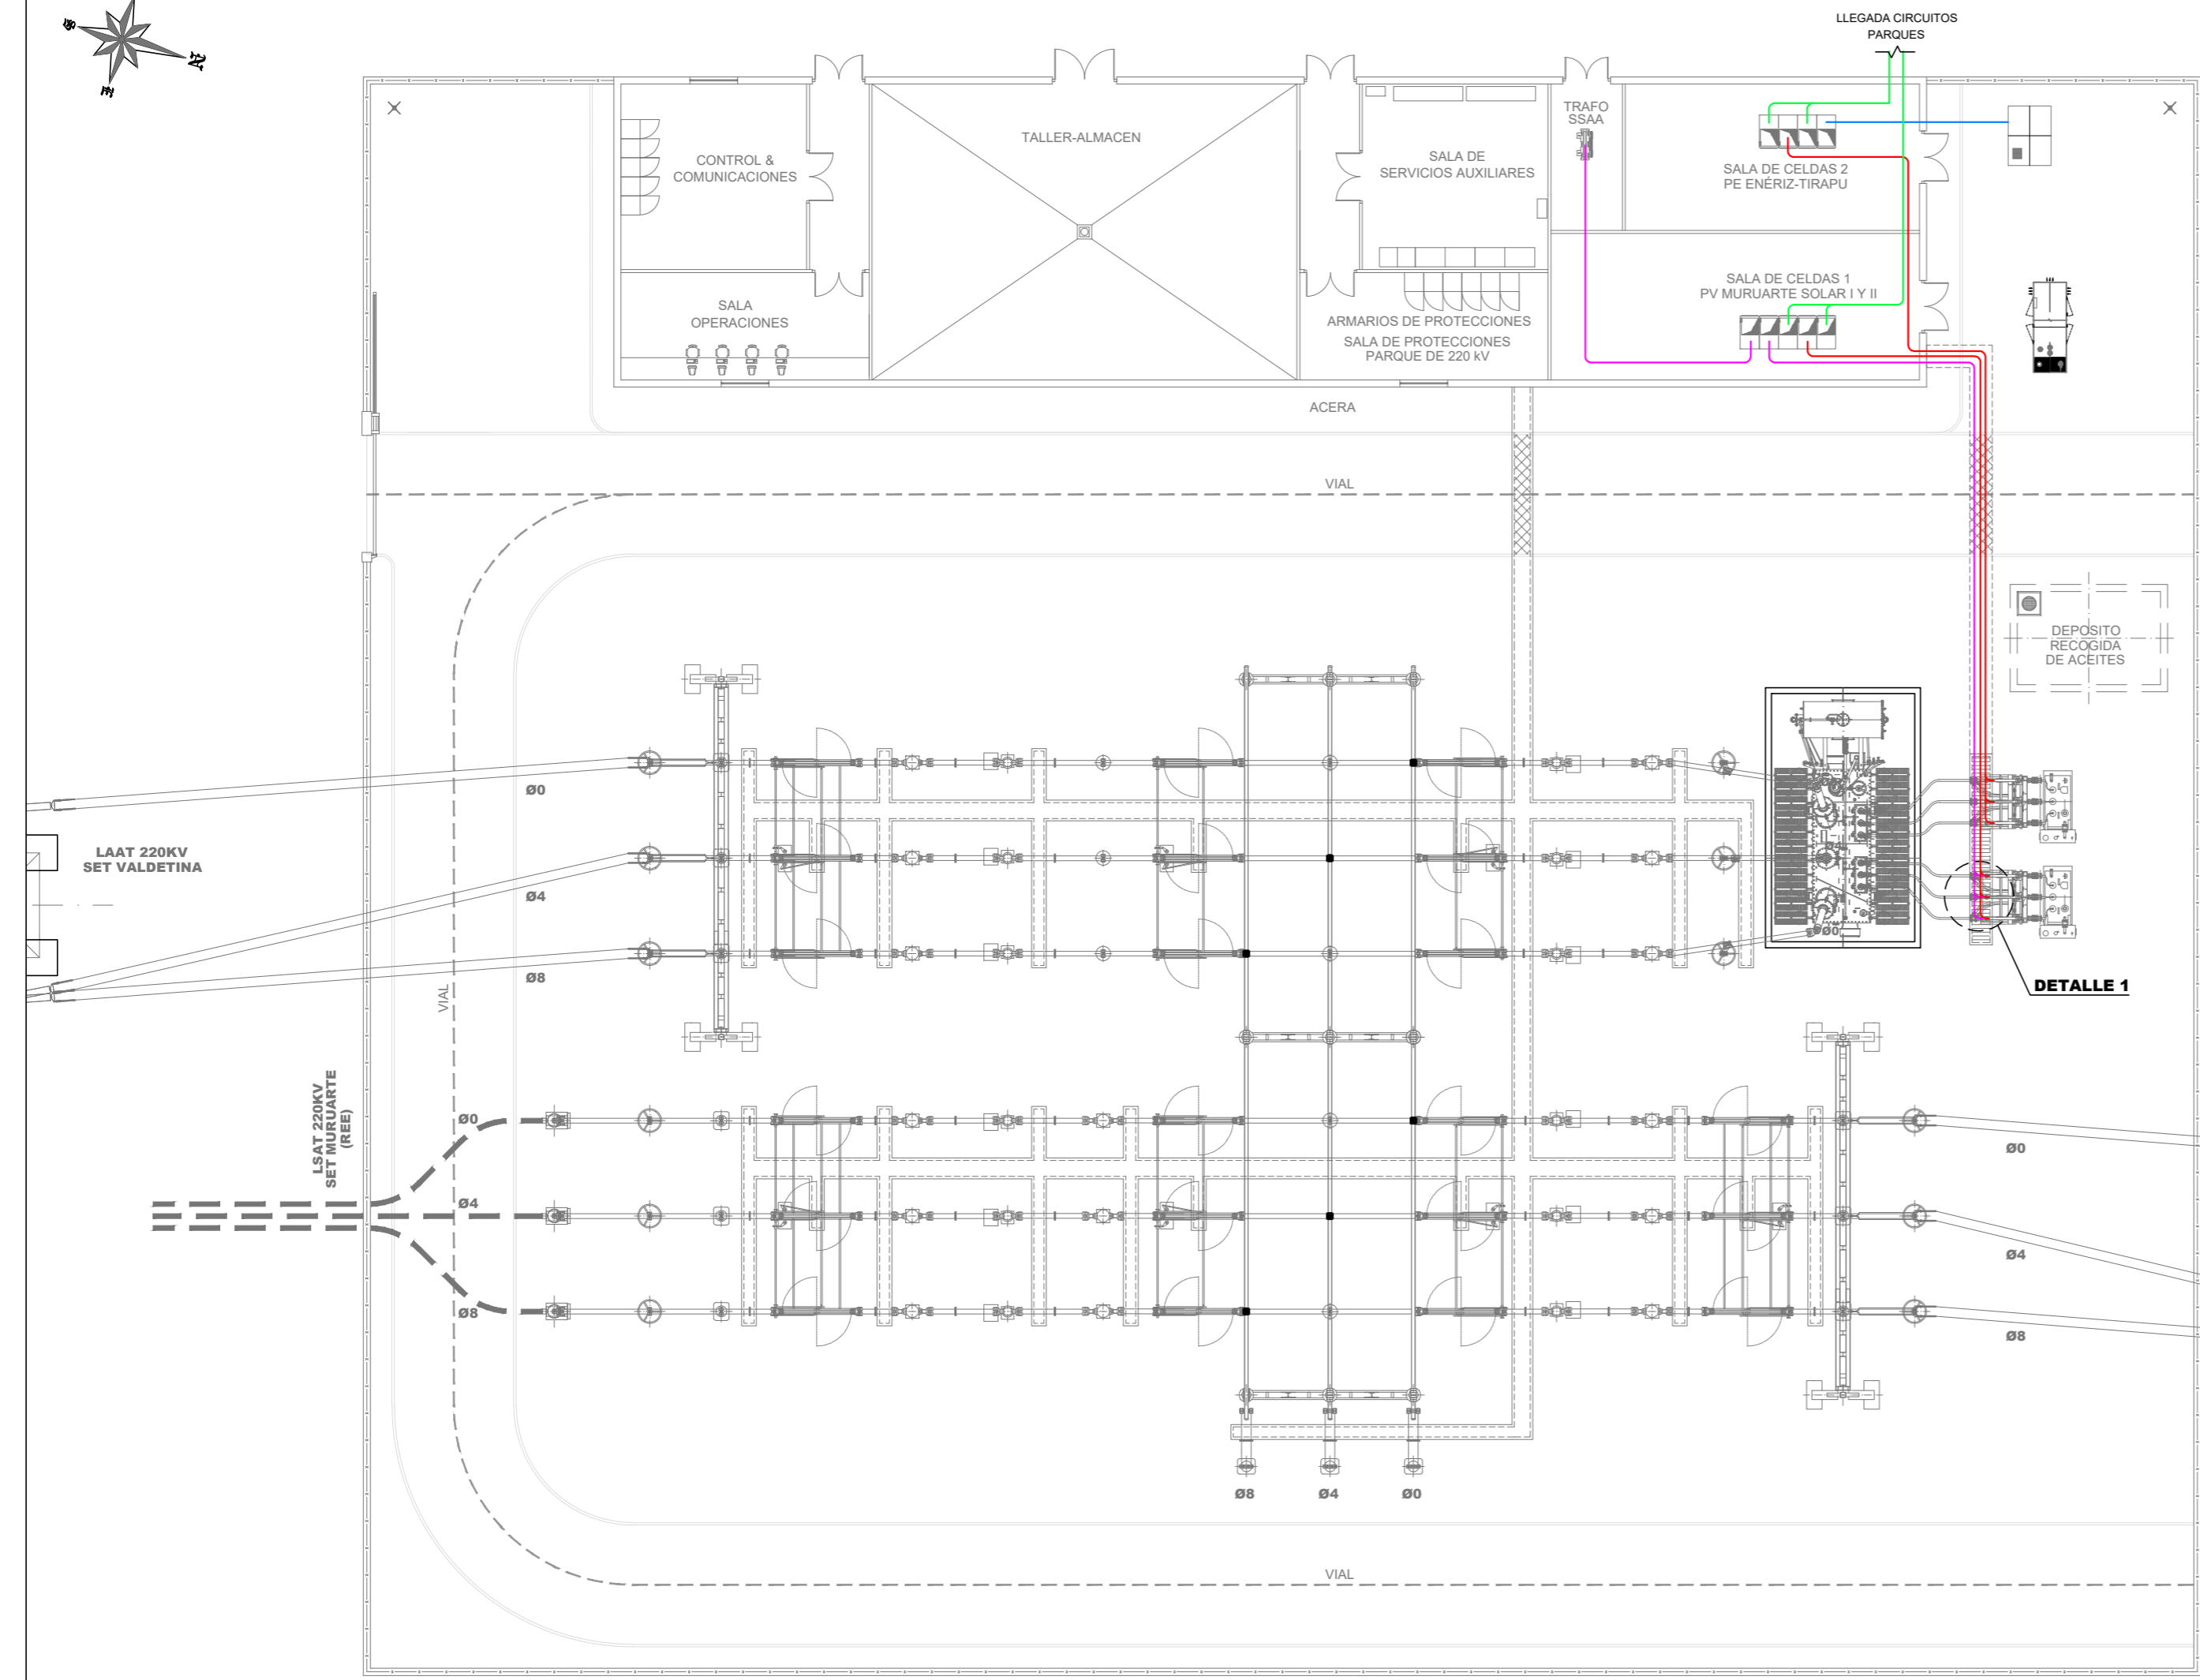 LLEGADA CIRCUITOS
PARQUES
S
N
E
CONTROL &
COMUNICACIONES
TALLER-ALMACEN
SALA DE
SERVICIOS AUXILIARES
TRAFO
SSAA
SALA DE CELDAS 2
PE ENÉRIZ-TIRAPU
SALA
OPERACIONES
ARMARIOS DE PROTECCIONES
SALA DE PROTECCIONES
PARQUE DE 220 kV
SALA DE CELDAS 1
PV MURUARTE SOLAR I Y II
ACERA
VIAL
DEPOSITO
RECOGIDA
DE ACEITES
LAAT 220KV
SET VALDETINA
Ø0
Ø4
Ø8
DETALLE 1
VIAL
LSAT 220KV
SET MURUARTE
(REE)
Ø0
Ø4
Ø8
Ø0
Ø4
Ø8
Ø8
Ø4
Ø0
VIAL